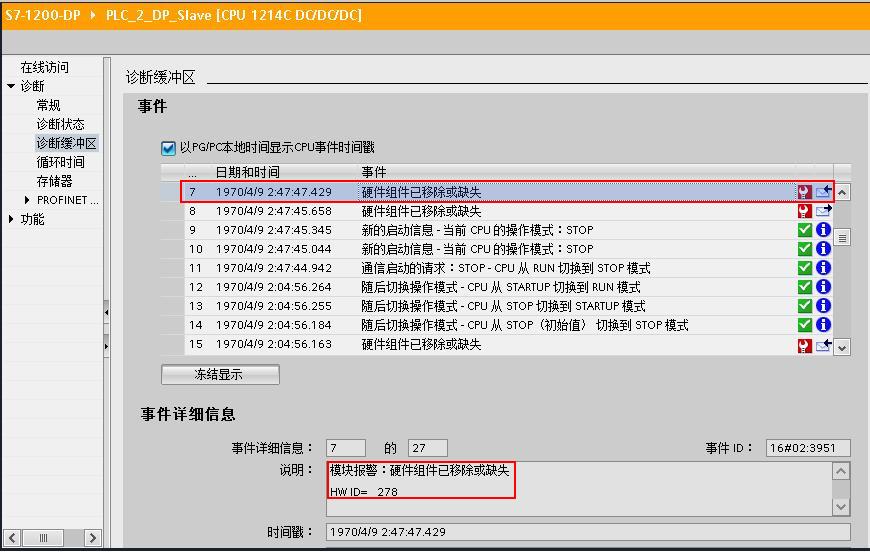 S7-1200-DP ▸ PLC_2_DP_Slave [CPU 1214C DC/DC/DC]
在线访问
诊断
常规
诊断状态
诊断缓冲区
循环时间
存储器
PROFINET ...
功能
诊断缓冲区
事件
以PG/PC本地时间显示CPU事件时间戳
... 日期和时间 事件
7 1970/4/9 2:47:47.429 硬件组件已移除或缺失
8 1970/4/9 2:47:45.658 硬件组件已移除或缺失
9 1970/4/9 2:47:45.345 新的启动信息 - 当前 CPU 的操作模式：STOP
10 1970/4/9 2:47:45.044 新的启动信息 - 当前 CPU 的操作模式：STOP
11 1970/4/9 2:47:44.942 通信启动的请求：STOP - CPU 从 RUN 切换到 STOP 模式
12 1970/4/9 2:04:56.264 随后切换操作模式 - CPU 从 STARTUP 切换到 RUN 模式
13 1970/4/9 2:04:56.255 随后切换操作模式 - CPU 从 STOP 切换到 STARTUP 模式
14 1970/4/9 2:04:56.184 随后切换操作模式 - CPU 从 STOP（初始值） 切换到 STOP 模式
15 1970/4/9 2:04:56.163 硬件组件已移除或缺失
冻结显示
事件详细信息
事件详细信息： 7 的 27 事件 ID： 16#02:3951
说明： 模块报警：硬件组件已移除或缺失
HW ID= 278
时间戳： 1970/4/9 2:47:47.429